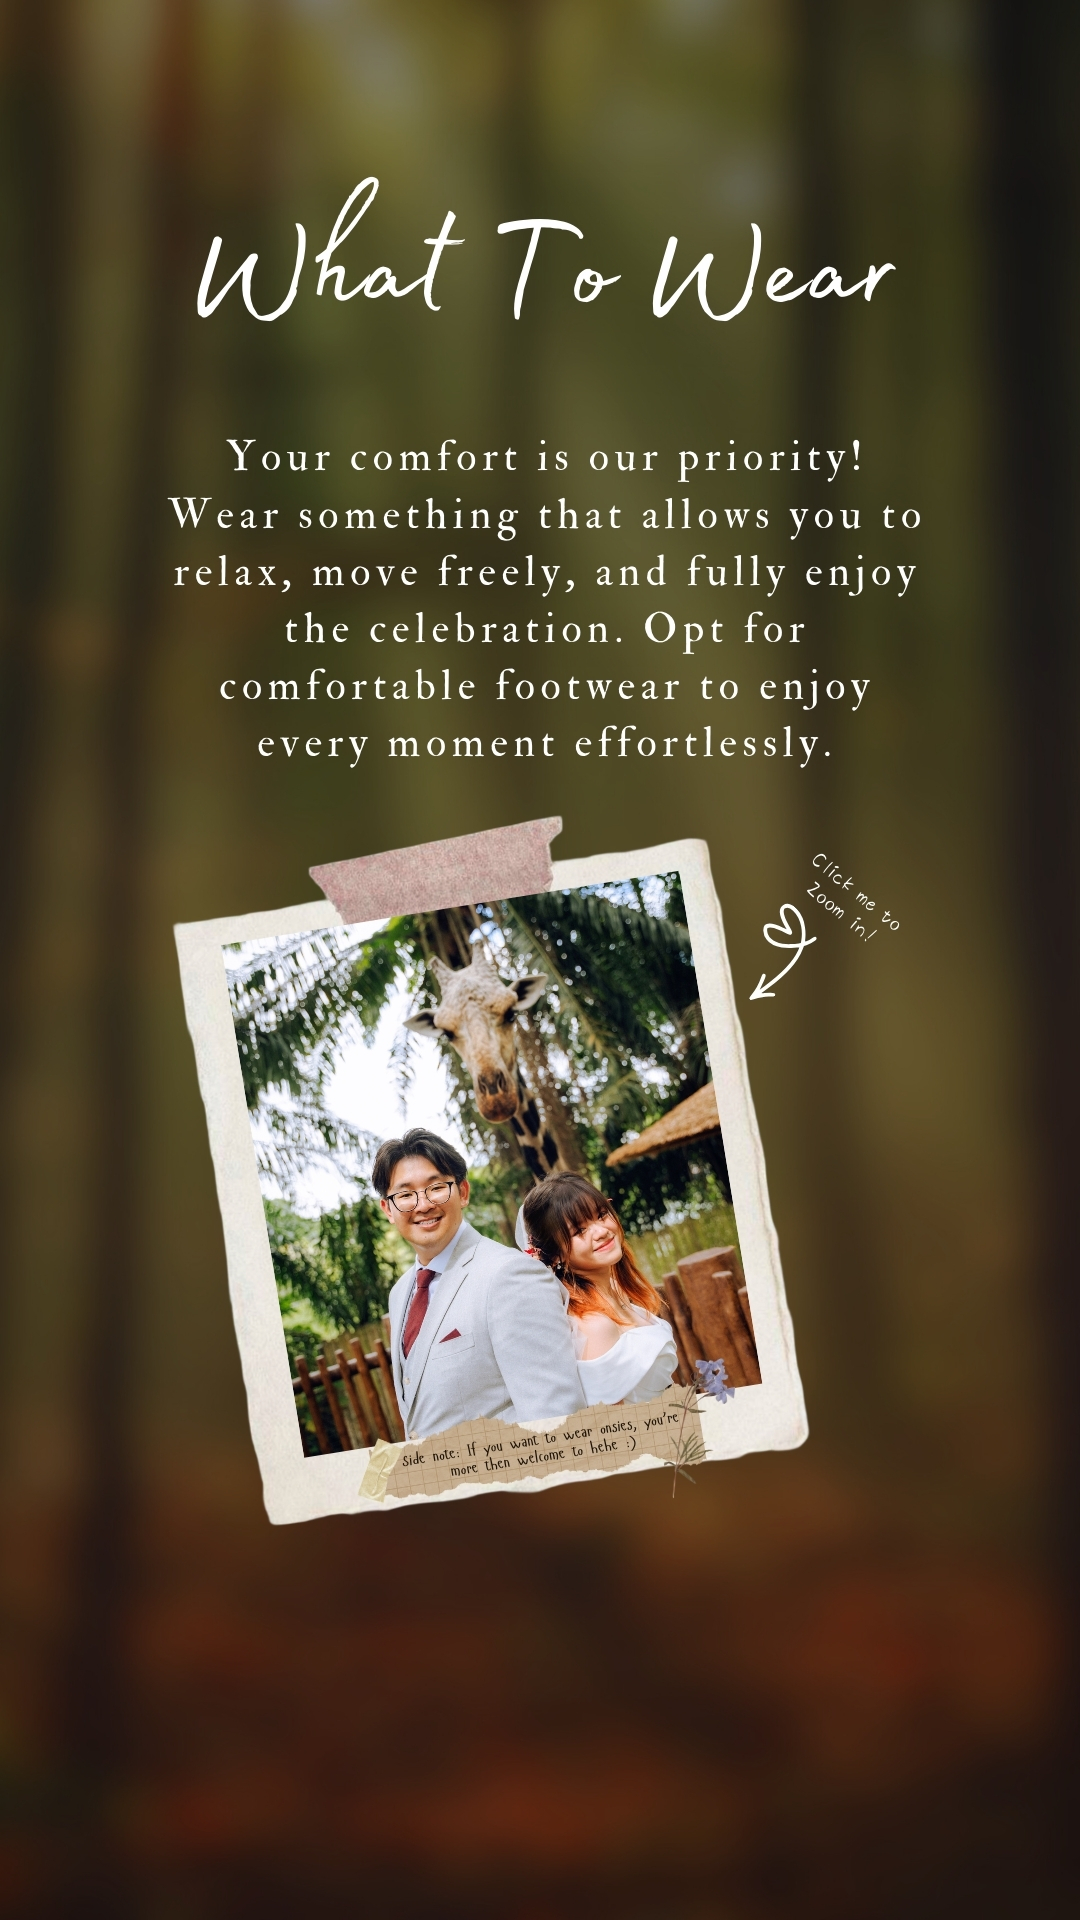 What To Wear
Your comfort is our priority!
Wear something that allows you to
relax, move freely, and fully enjoy
the celebration. Opt for
comfortable footwear to enjoy
every moment effortlessly.
Click me to
Zoom in!
Side note: If you want to wear onsies, you're
more then welcome to hehe :)